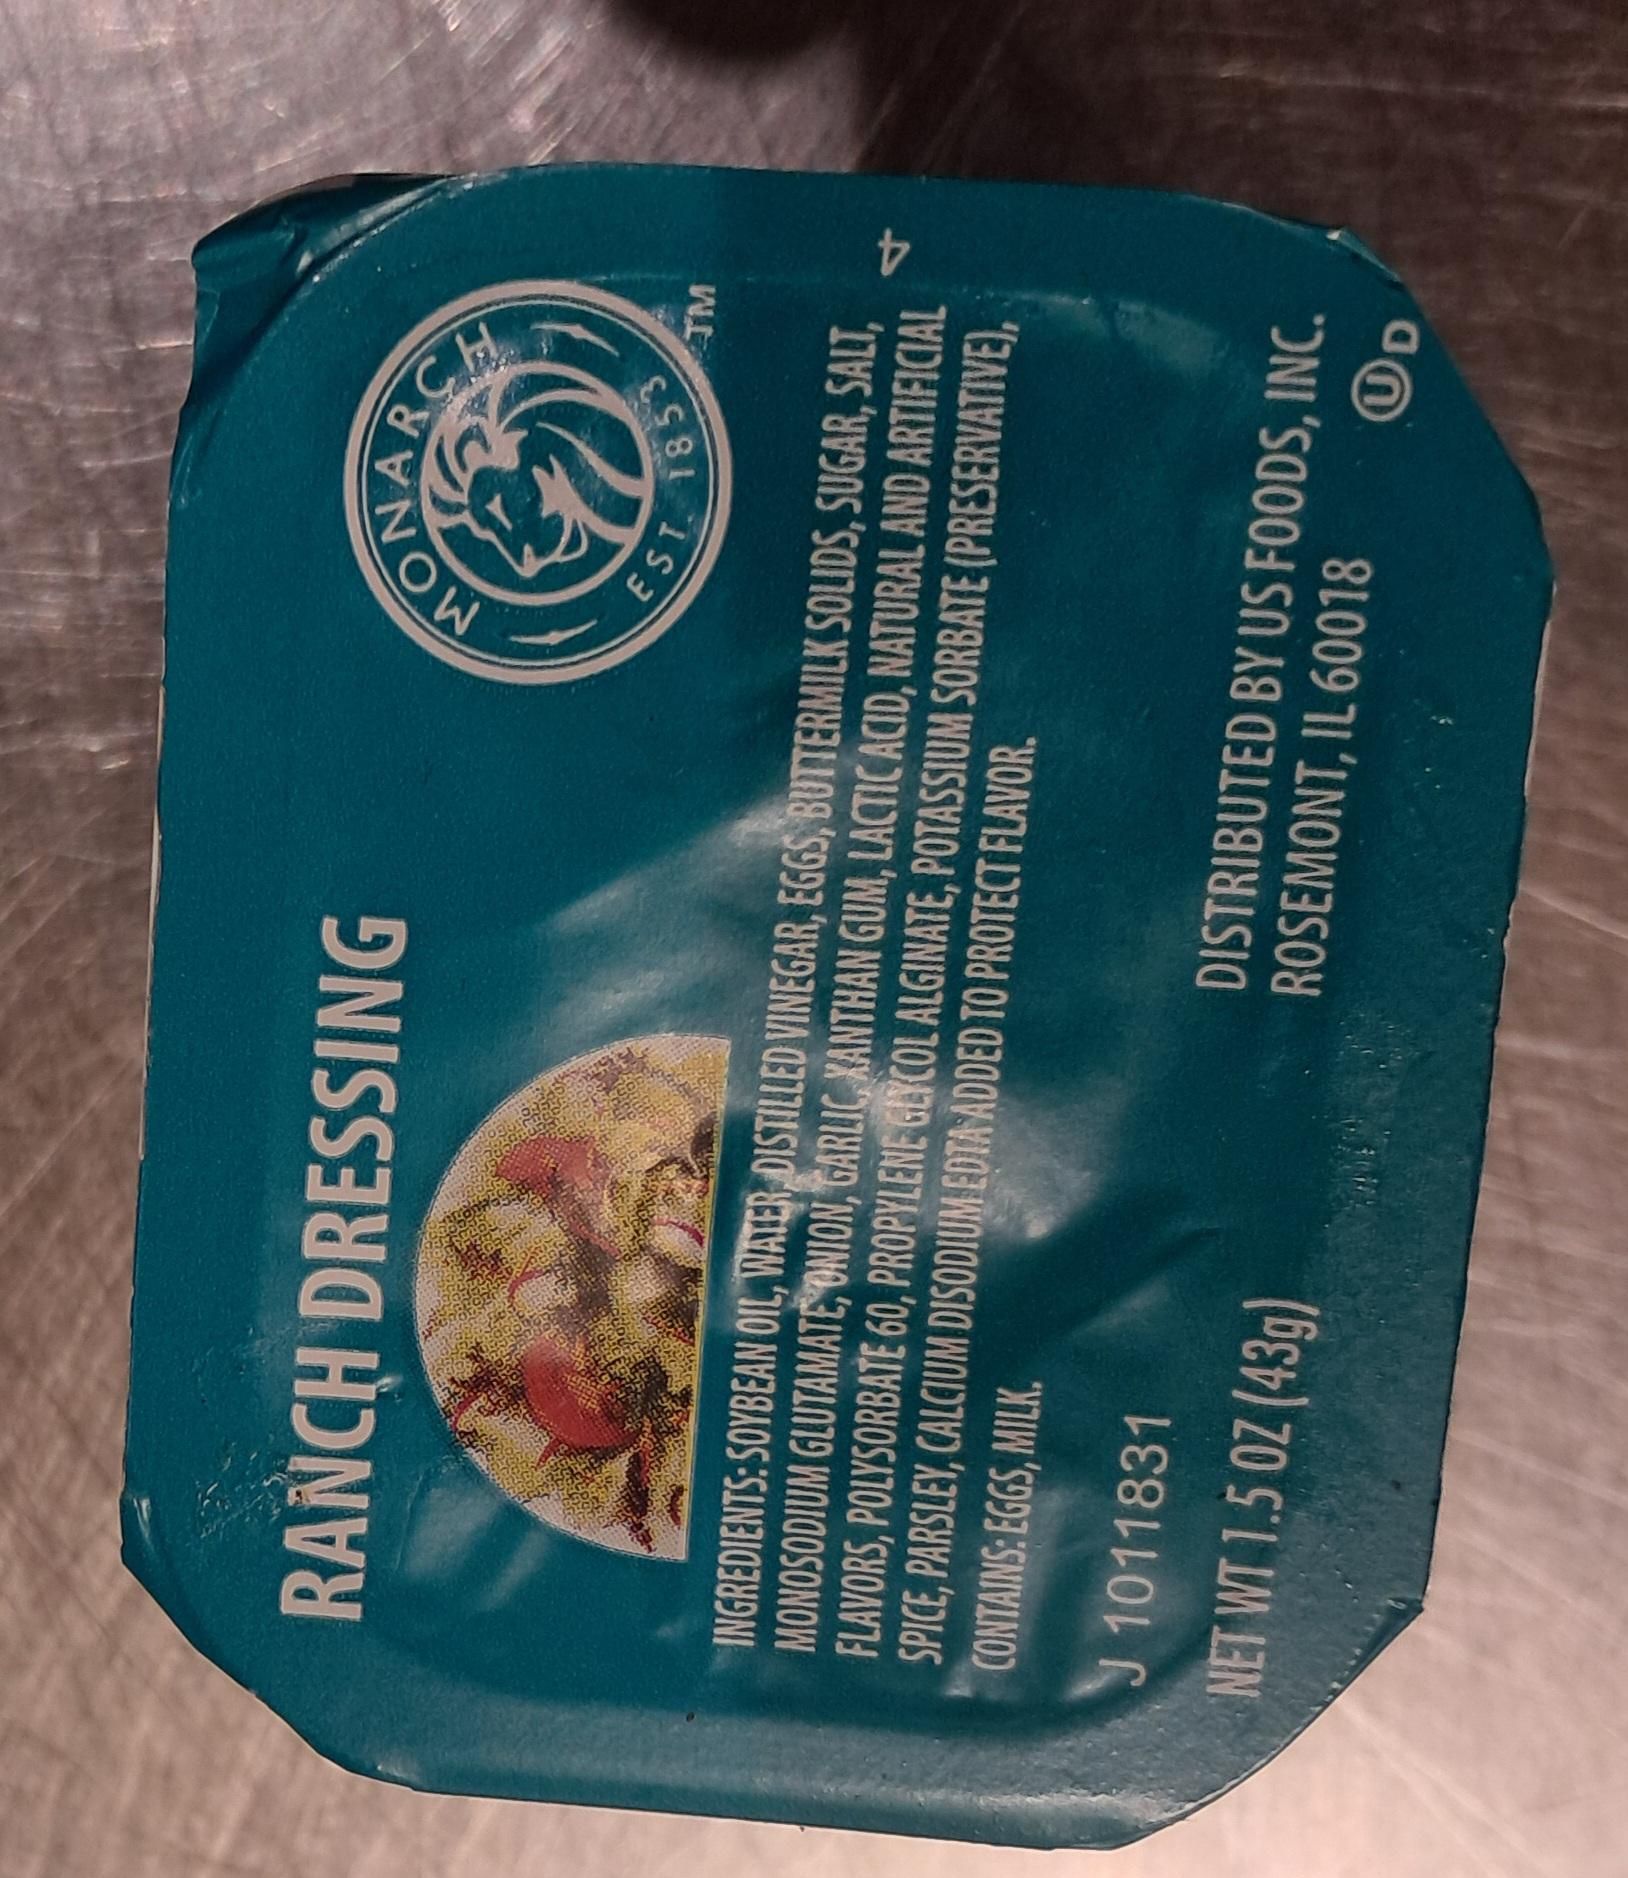 RANCH DRESSING
MONARCH
EST 1853
TM
INGREDIENTS: SOYBEAN OIL, WATER, DISTILLED VINEGAR, EGGS, BUTTERMILK SOLIDS, SUGAR, SALT,
MONOSODIUM GLUTAMATE, ONION, GARLIC, XANTHAN GUM, LACTIC ACID, NATURAL AND ARTIFICIAL
FLAVORS, POLYSORBATE 60, PROPYLENE GLYCOL ALGINATE, POTASSIUM SORBATE (PRESERVATIVE),
SPICE, PARSLEY, CALCIUM DISODIUM EDTA ADDED TO PROTECT FLAVOR.
CONTAINS: EGGS, MILK.
4
J 1011831
NET WT 1.5 OZ (43g)
DISTRIBUTED BY US FOODS, INC.
ROSEMONT, IL 60018
U D